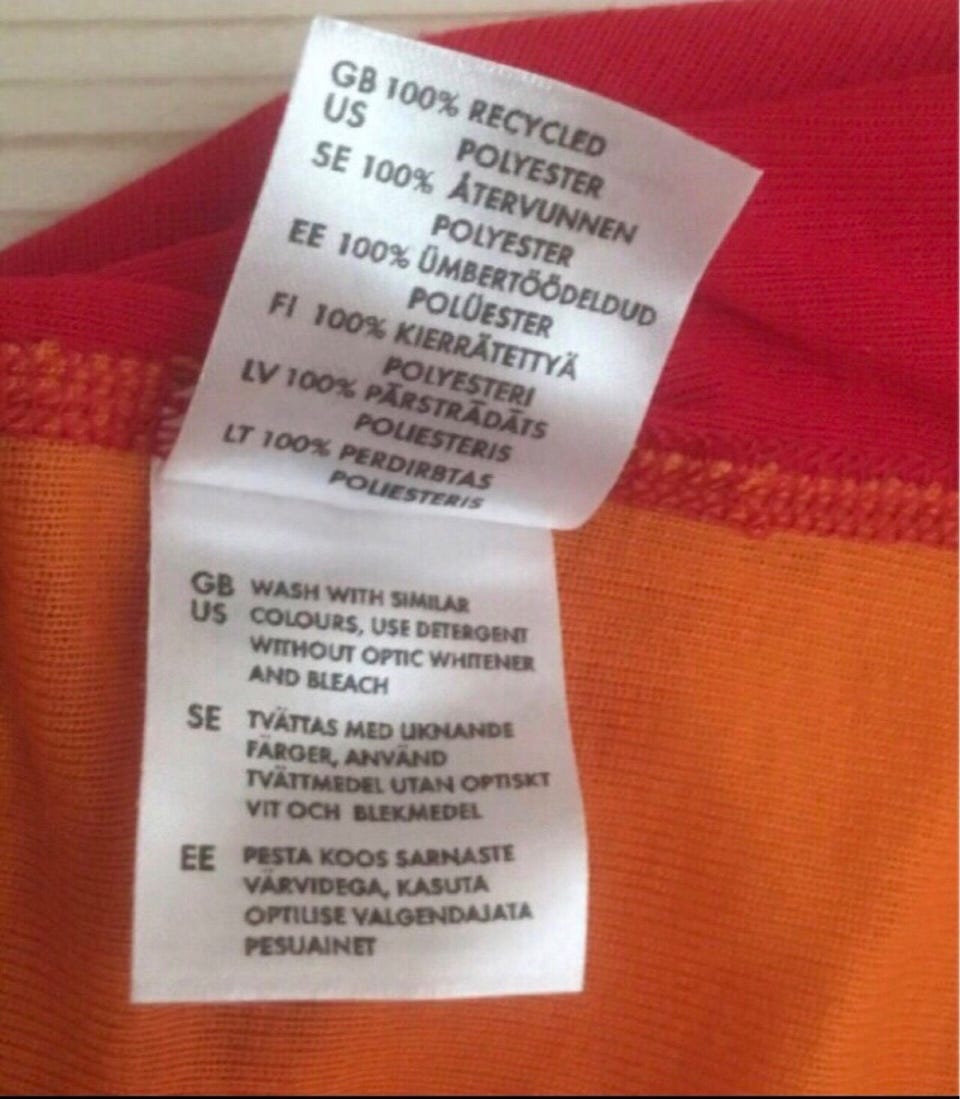 GB 100% RECYCLED
US POLYESTER
SE 100% ÅTERVUNNEN
POLYESTER
EE 100% ÜMBERTÖÖDELDUD
POLÜESTER
FI 100% KIERRÄTETTYÄ
POLYESTERI
LV 100% PĀRSTRĀDĀTS
POLIESTERIS
LT 100% PERDIRBTAS
POLIESTERIS
GB WASH WITH SIMILAR
US COLOURS, USE DETERGENT
WITHOUT OPTIC WHITENER
AND BLEACH
SE TVÄTTAS MED LIKNANDE
FÄRGER, ANVÄND
TVÄTTMEDEL UTAN OPTISKT
VIT OCH BLEKMEDEL
EE PESTA KOOS SARNASTE
VÄRVIDEGA, KASUTA
OPTILISE VALGENDAJATA
PESUAINET